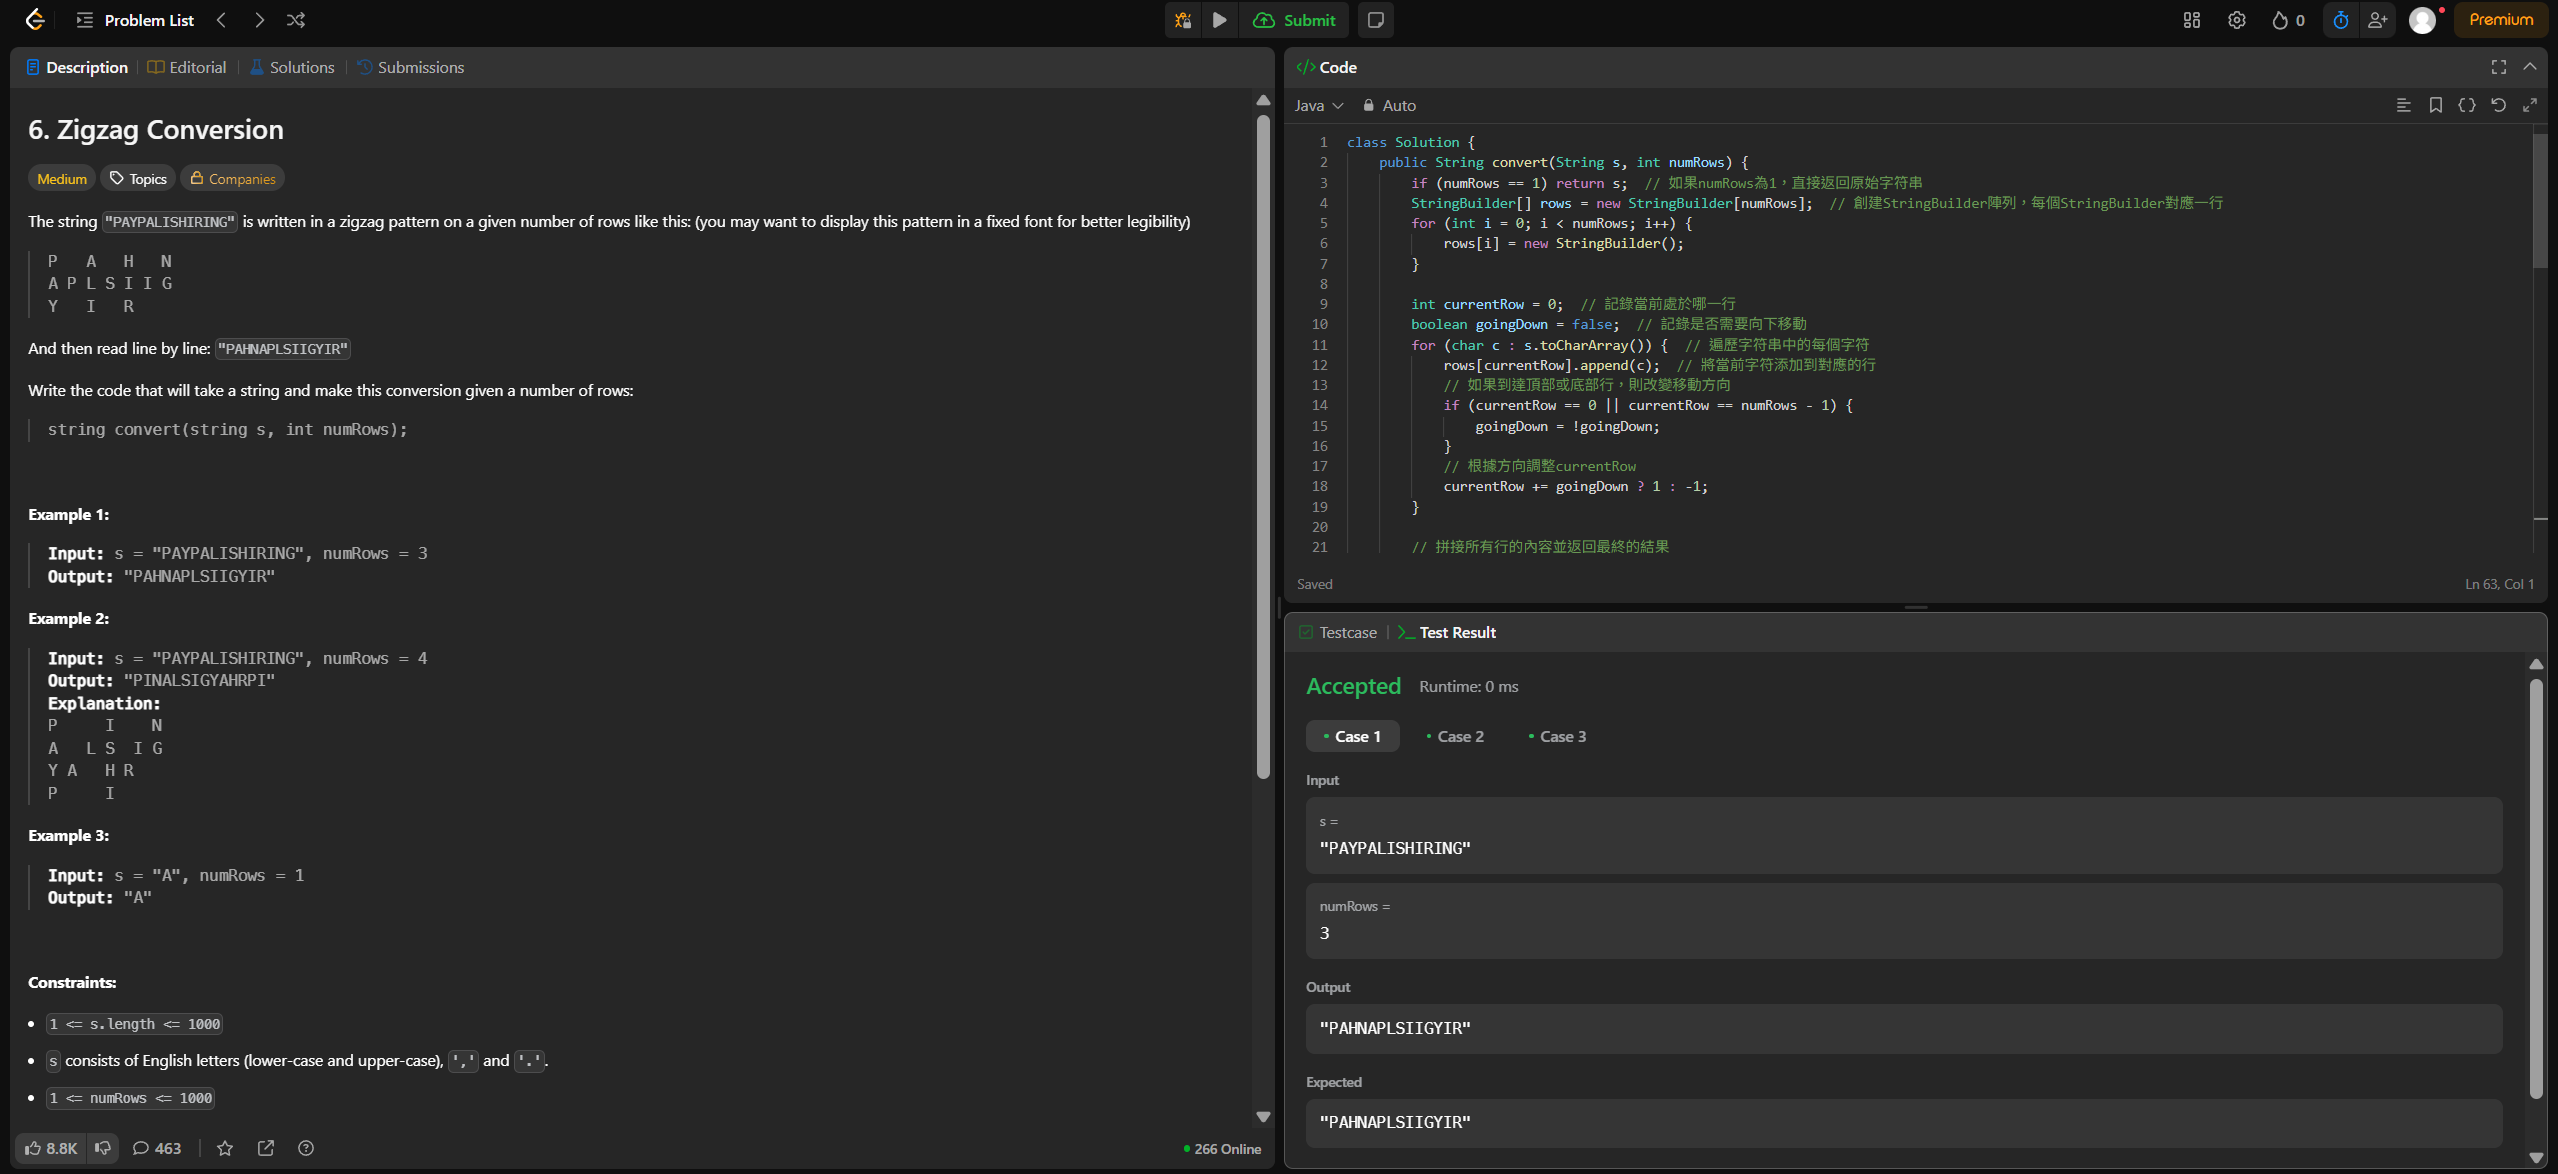 Problem List
Submit
0
Premium
Description
Editorial
Solutions
Submissions
6. Zigzag Conversion
Medium
Topics
Companies
The string "PAYPALISHIRING" is written in a zigzag pattern on a given number of rows like this: (you may want to display this pattern in a fixed font for better legibility)
P   A   H   N
A P L S I I G
Y   I   R
And then read line by line: "PAHNAPLSIIGYIR"
Write the code that will take a string and make this conversion given a number of rows:
string convert(string s, int numRows);
Example 1:
Input: s = "PAYPALISHIRING", numRows = 3
Output: "PAHNAPLSIIGYIR"
Example 2:
Input: s = "PAYPALISHIRING", numRows = 4
Output: "PINALSIGYAHRPI"
Explanation:
P     I    N
A   L S  I G
Y A   H R
P     I
Example 3:
Input: s = "A", numRows = 1
Output: "A"
Constraints:
1 <= s.length <= 1000
s consists of English letters (lower-case and upper-case), ',' and '.'.
1 <= numRows <= 1000
8.8K
463
266 Online
</> Code
Java
Auto
1 class Solution {
2     public String convert(String s, int numRows) {
3         if (numRows == 1) return s;  // 如果numRows為1，直接返回原始字符串
4         StringBuilder[] rows = new StringBuilder[numRows];  // 創建StringBuilder陣列，每個StringBuilder對應一行
5         for (int i = 0; i < numRows; i++) {
6             rows[i] = new StringBuilder();
7         }
8
9         int currentRow = 0;  // 記錄當前處於哪一行
10         boolean goingDown = false;  // 記錄是否需要向下移動
11         for (char c : s.toCharArray()) {  // 遍歷字符串中的每個字符
12             rows[currentRow].append(c);  // 將當前字符添加到對應的行
13             // 如果到達頂部或底部行，則改變移動方向
14             if (currentRow == 0 || currentRow == numRows - 1) {
15                 goingDown = !goingDown;
16             }
17             // 根據方向調整currentRow
18             currentRow += goingDown ? 1 : -1;
19         }
20
21         // 拼接所有行的內容並返回最終的結果
Saved
Ln 63, Col 1
Testcase
Test Result
Accepted
Runtime: 0 ms
Case 1
Case 2
Case 3
Input
s =
"PAYPALISHIRING"
numRows =
3
Output
"PAHNAPLSIIGYIR"
Expected
"PAHNAPLSIIGYIR"